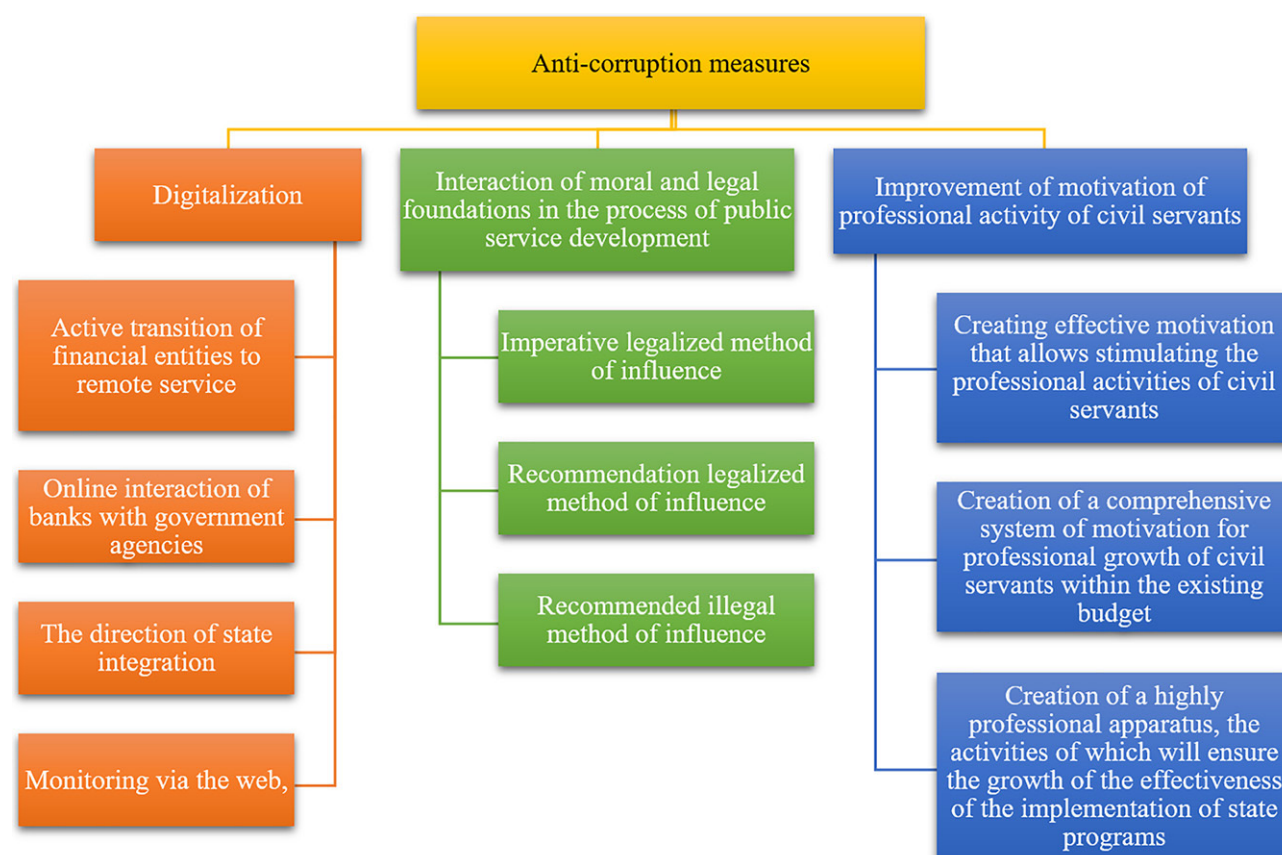 Anti-corruption measures
Digitalization
Active transition of
financial entities to
remote service
Online interaction of
banks with government
agencies
The direction of state
integration
Monitoring via the web,
Interaction of moral and legal
foundations in the process of public
service development
Imperative legalized method
of influence
Recommendation legalized
method of influence
Recommended illegal
method of influence
Improvement of motivation of
professional activity of civil servants
Creating effective motivation
that allows stimulating the
professional activities of civil
servants
Creation of a comprehensive
system of motivation for
professional growth of civil
servants within the existing
budget
Creation of a highly
professional apparatus, the
activities of which will ensure
the growth of the effectiveness
of the implementation of state
programs